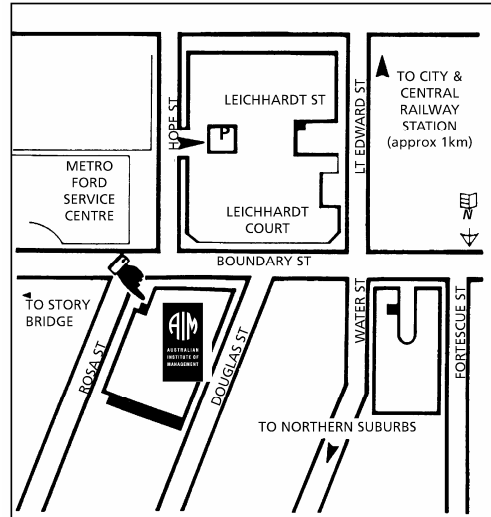 HOPE ST
LEICHHARDT ST
P
LT EDWARD ST
TO CITY &
CENTRAL
RAILWAY
STATION
(approx 1km)
METRO
FORD
SERVICE
CENTRE
LEICHHARDT
COURT
N
BOUNDARY ST
TO STORY
BRIDGE
ROSA ST
AIM
AUSTRALIAN
INSTITUTE OF
MANAGEMENT
DOUGLAS ST
WATER ST
FORTESCUE ST
TO NORTHERN SUBURBS